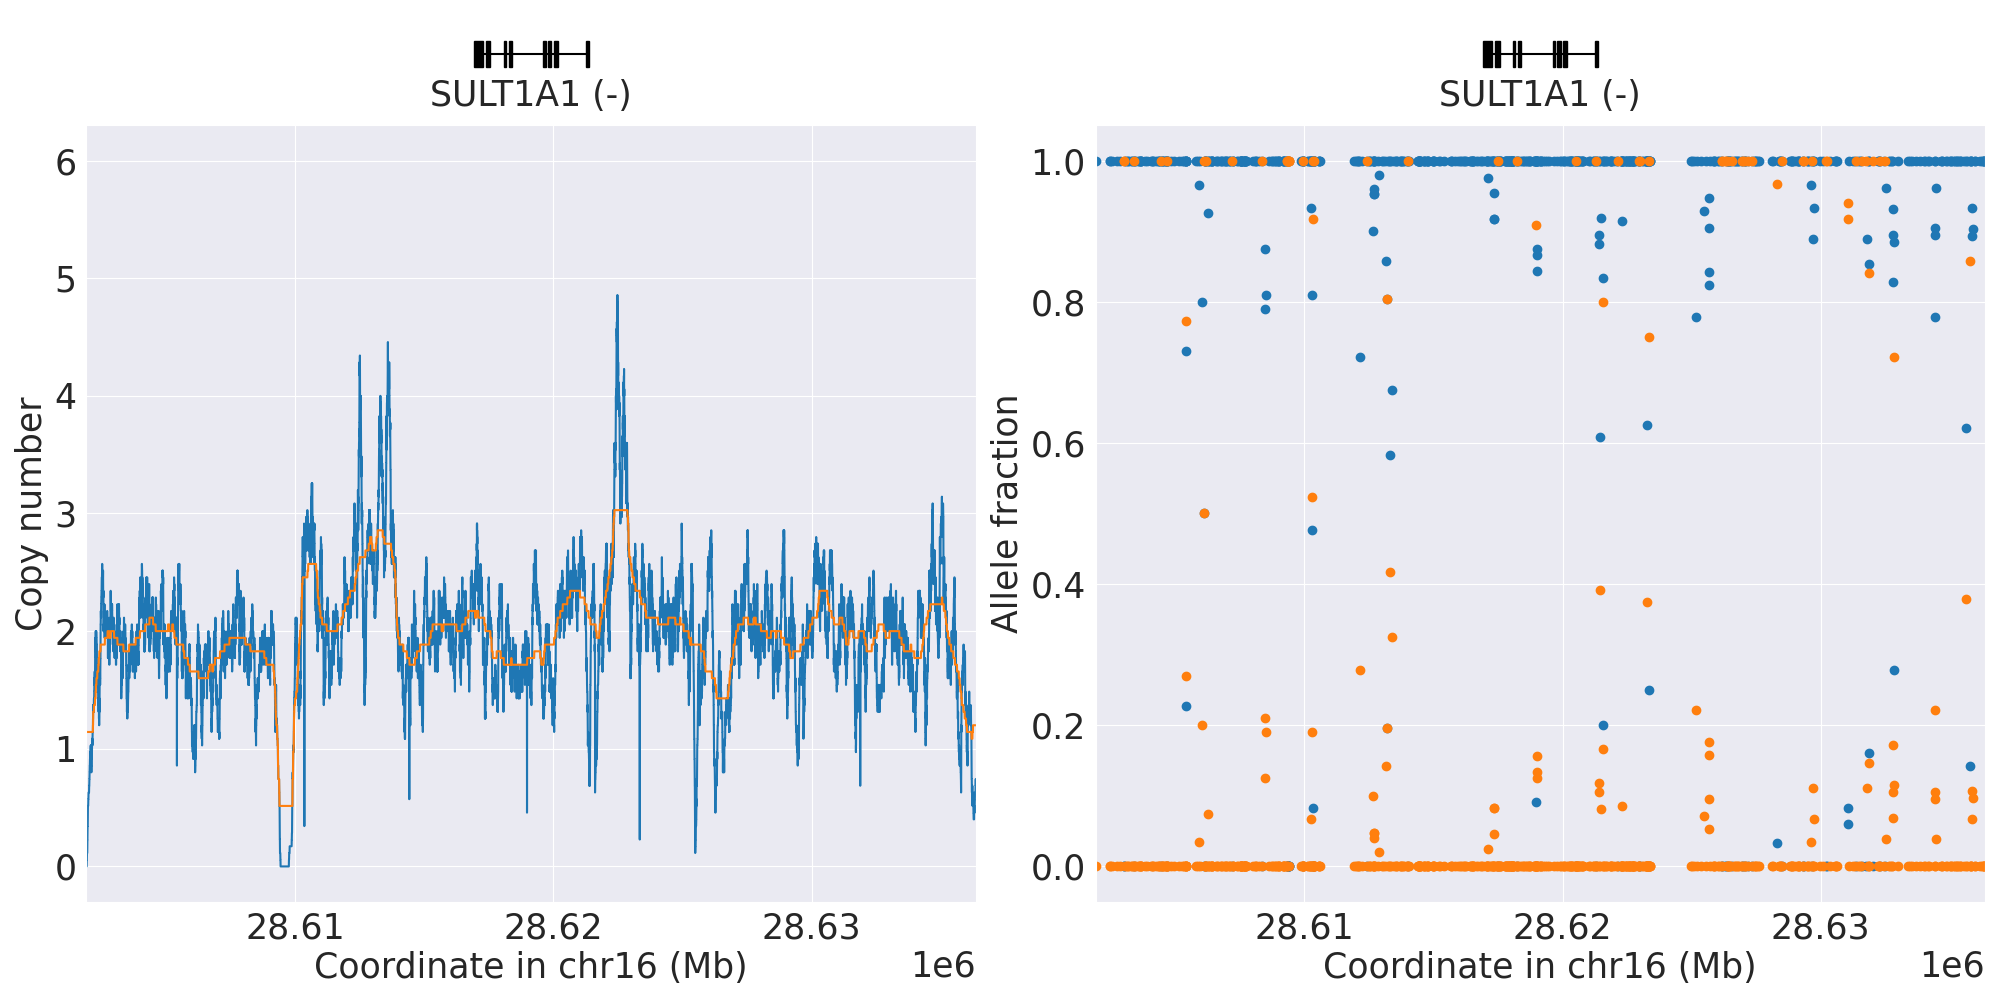 SULT1A1 (-)
Copy number
6
5
4
3
2
1
0
28.61
28.62
28.63
Coordinate in chr16 (Mb)
1e6
SULT1A1 (-)
Allele fraction
1.0
0.8
0.6
0.4
0.2
0.0
28.61
28.62
28.63
Coordinate in chr16 (Mb)
1e6